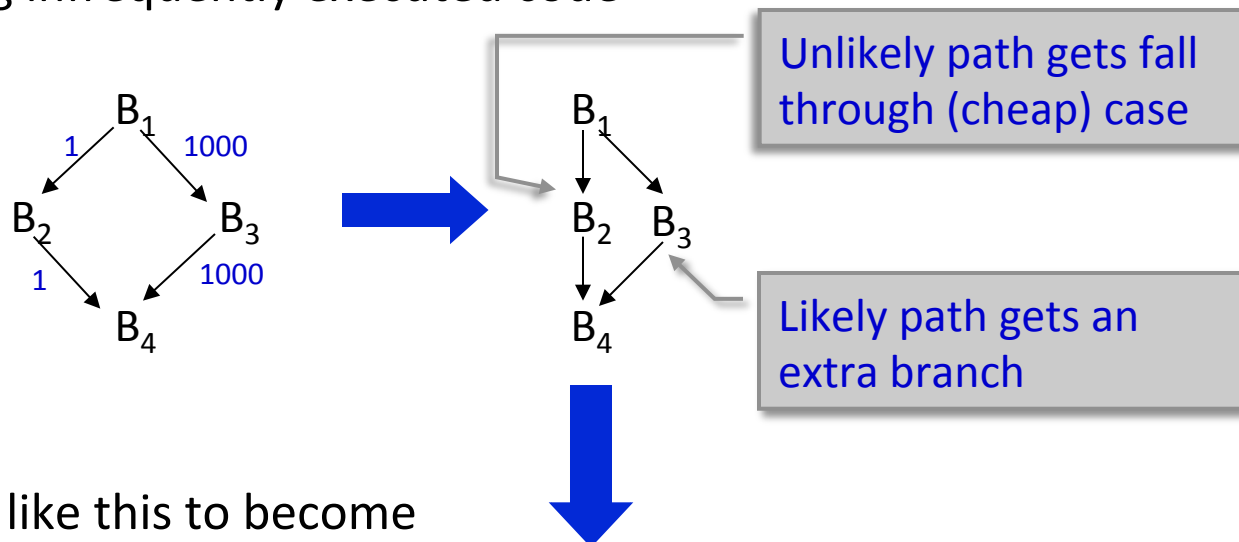 infrequently executed code
Unlikely path gets fall
through (cheap) case
B1
1 1000
B2 B3
1 1000
B4
B1
B2 B3
B4
Likely path gets an
extra branch
like this to become